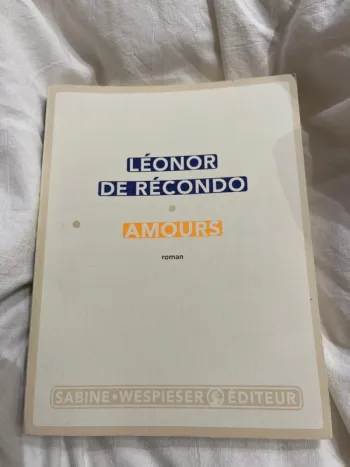 LÉONOR
DE RÉCONDO
AMOURS
roman
SABINE • WESPIESER ÉDITEUR